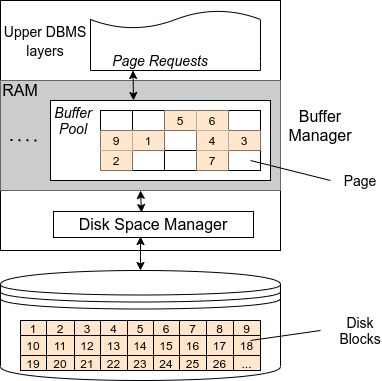 Upper DBMS
layers
Page Requests
RAM
Buffer
Pool
5 6
9 1 4 3
2 7
....
Buffer
Manager
Page
Disk Space Manager
1 2 3 4 5 6 7 8 9
10 11 12 13 14 15 16 17 18
19 20 21 22 23 24 25 26 ...
Disk
Blocks